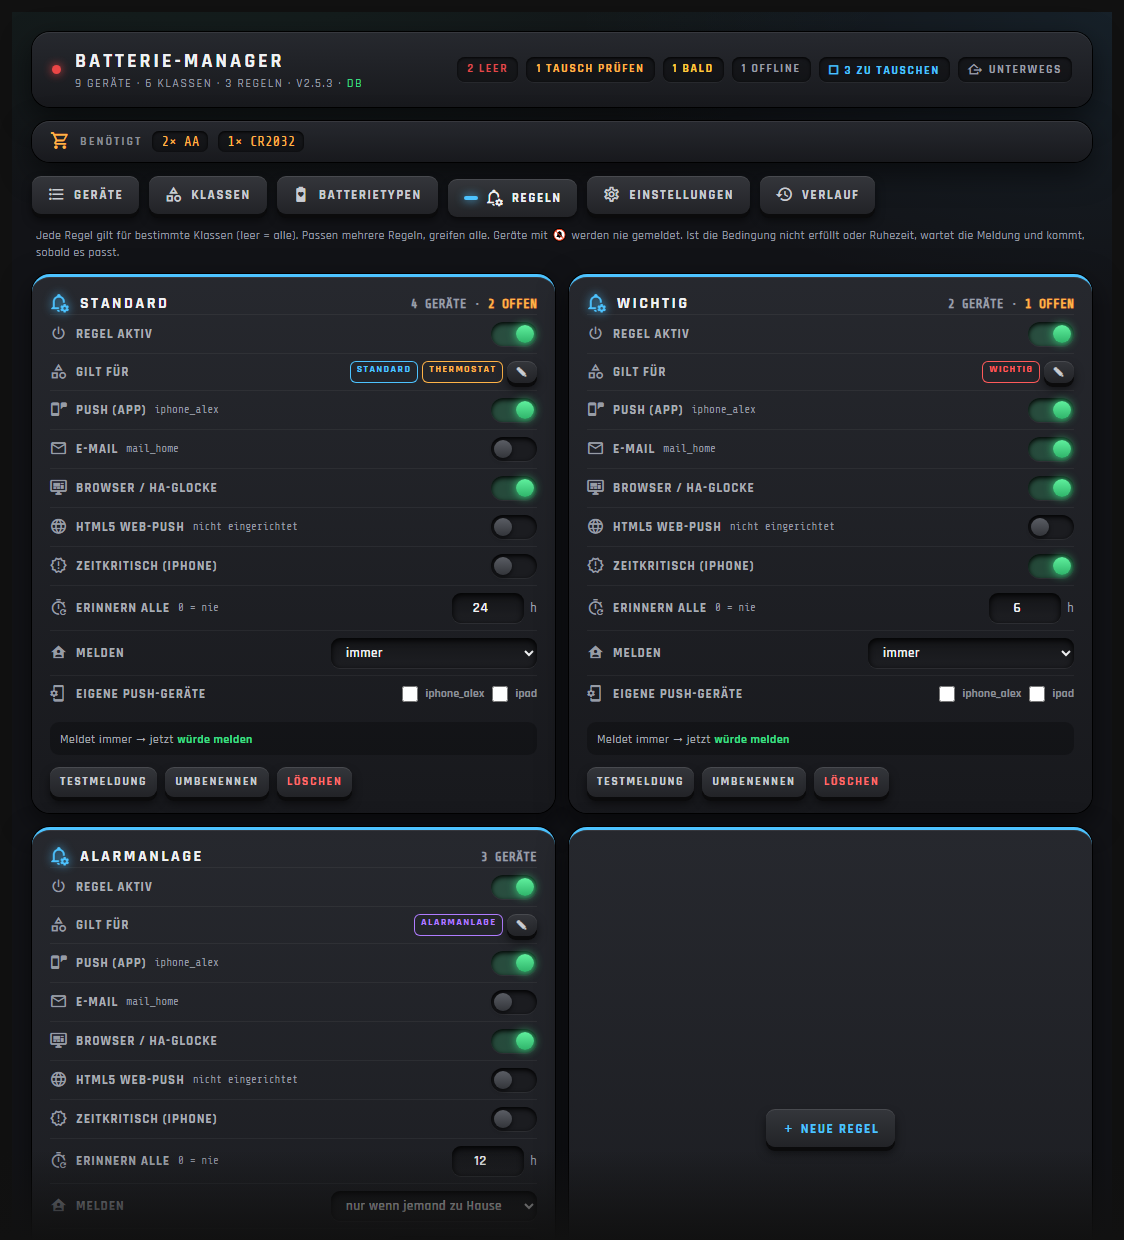 BATTERIE-MANAGER
9 GERÄTE · 6 KLASSEN · 3 REGELN · V2.5.3 · DB
2 LEER
1 TAUSCH PRÜFEN
1 BALD
1 OFFLINE
3 ZU TAUSCHEN
UNTERWEGS
BENÖTIGT 2× AA 1× CR2032
GERÄTE
KLASSEN
BATTERIETYPEN
REGELN
EINSTELLUNGEN
VERLAUF
Jede Regel gilt für bestimmte Klassen (leer = alle). Passen mehrere Regeln, greifen alle. Geräte mit werden nie gemeldet. Ist die Bedingung nicht erfüllt oder Ruhezeit, wartet die Meldung und kommt,
sobald es passt.
STANDARD 4 GERÄTE · 2 OFFEN
REGEL AKTIV
GILT FÜR STANDARD THERMOSTAT
PUSH (APP) iphone_alex
E-MAIL mail_home
BROWSER / HA-GLOCKE
HTML5 WEB-PUSH nicht eingerichtet
ZEITKRITISCH (IPHONE)
ERINNERN ALLE 0 = nie 24 h
MELDEN immer
EIGENE PUSH-GERÄTE iphone_alex ipad
Meldet immer → jetzt würde melden
TESTMELDUNG UMBENENNEN LÖSCHEN
WICHTIG 2 GERÄTE · 1 OFFEN
REGEL AKTIV
GILT FÜR WICHTIG
PUSH (APP) iphone_alex
E-MAIL mail_home
BROWSER / HA-GLOCKE
HTML5 WEB-PUSH nicht eingerichtet
ZEITKRITISCH (IPHONE)
ERINNERN ALLE 0 = nie 6 h
MELDEN immer
EIGENE PUSH-GERÄTE iphone_alex ipad
Meldet immer → jetzt würde melden
TESTMELDUNG UMBENENNEN LÖSCHEN
ALARMANLAGE 3 GERÄTE
REGEL AKTIV
GILT FÜR ALARMANLAGE
PUSH (APP) iphone_alex
E-MAIL mail_home
BROWSER / HA-GLOCKE
HTML5 WEB-PUSH nicht eingerichtet
ZEITKRITISCH (IPHONE)
ERINNERN ALLE 0 = nie 12 h
MELDEN nur wenn jemand zu Hause
+ NEUE REGEL